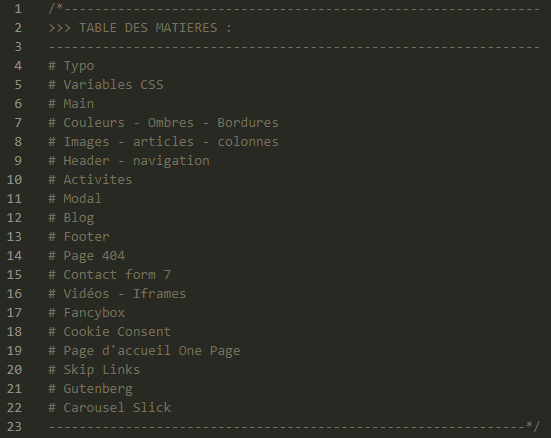 1 /*--------------------------------------------------------------
2 >>> TABLE DES MATIERES :
3 ----------------------------------------------------------------
4 # Typo
5 # Variables CSS
6 # Main
7 # Couleurs - Ombres - Bordures
8 # Images - articles - colonnes
9 # Header - navigation
10 # Activites
11 # Modal
12 # Blog
13 # Footer
14 # Page 404
15 # Contact form 7
16 # Vidéos - Iframes
17 # Fancybox
18 # Cookie Consent
19 # Page d'accueil One Page
20 # Skip Links
21 # Gutenberg
22 # Carousel Slick
23 --------------------------------------------------------------*/